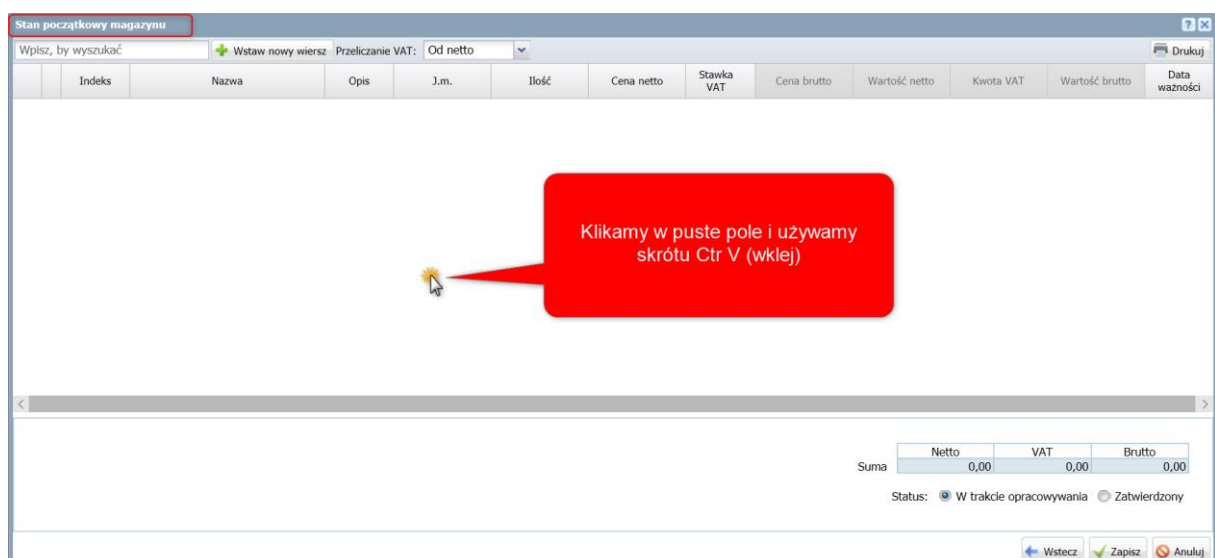 Stan początkowy magazynu
Wpisz, by wyszukać Wstaw nowy wiersz Przeliczanie VAT: Od netto Drukuj
Indeks Nazwa Opis J.m. Ilość Cena netto Stawka VAT Cena brutto Wartość netto Kwota VAT Wartość brutto Data ważności
Klikamy w puste pole i używamy
skrótu Ctr V (wklej)
Netto VAT Brutto
Suma 0,00 0,00 0,00
Status: W trakcie opracowywania Zatwierdzony
Wstecz Zapisz Anuluj